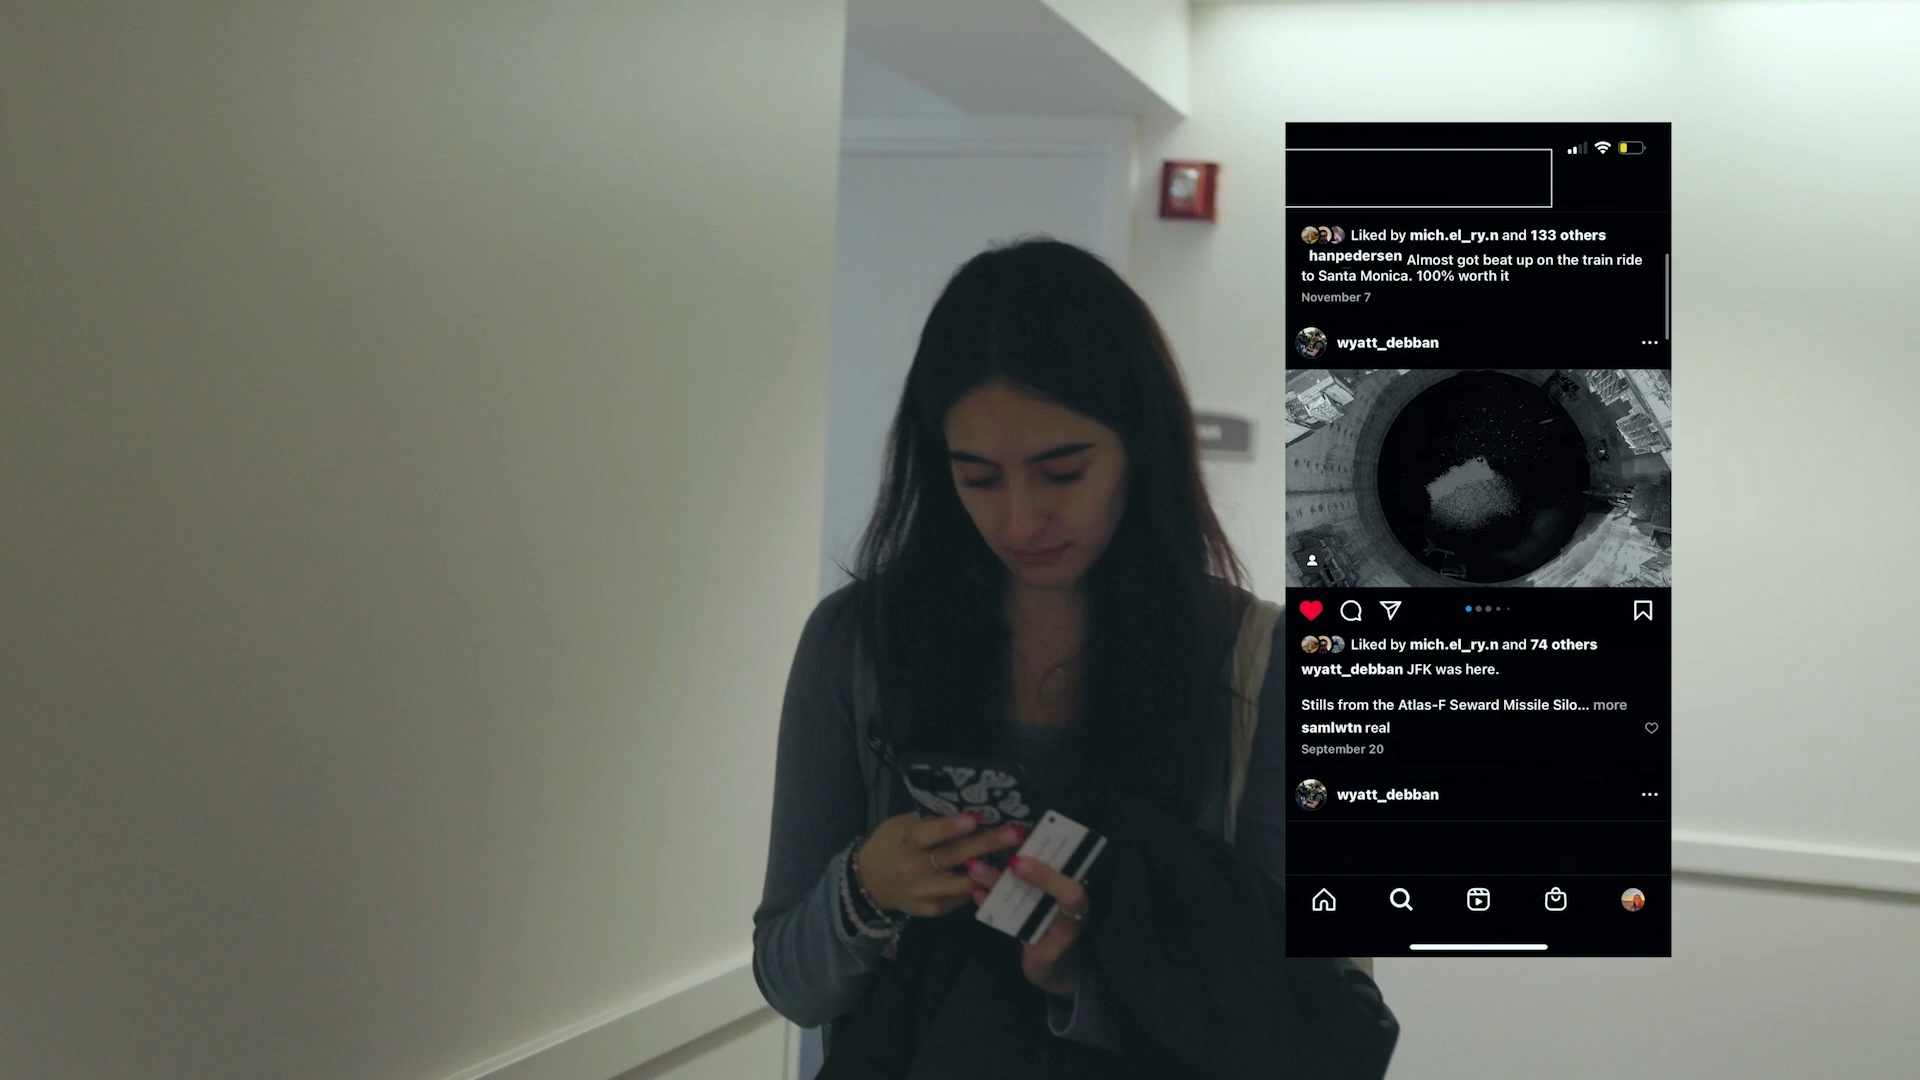 Liked by mich.el_ry.n and 133 others
hanpedersen Almost got beat up on the train ride
to Santa Monica. 100% worth it
November 7
wyatt_debban
Liked by mich.el_ry.n and 74 others
wyatt_debban JFK was here.
Stills from the Atlas-F Seward Missile Silo... more
samlwtn real
September 20
wyatt_debban